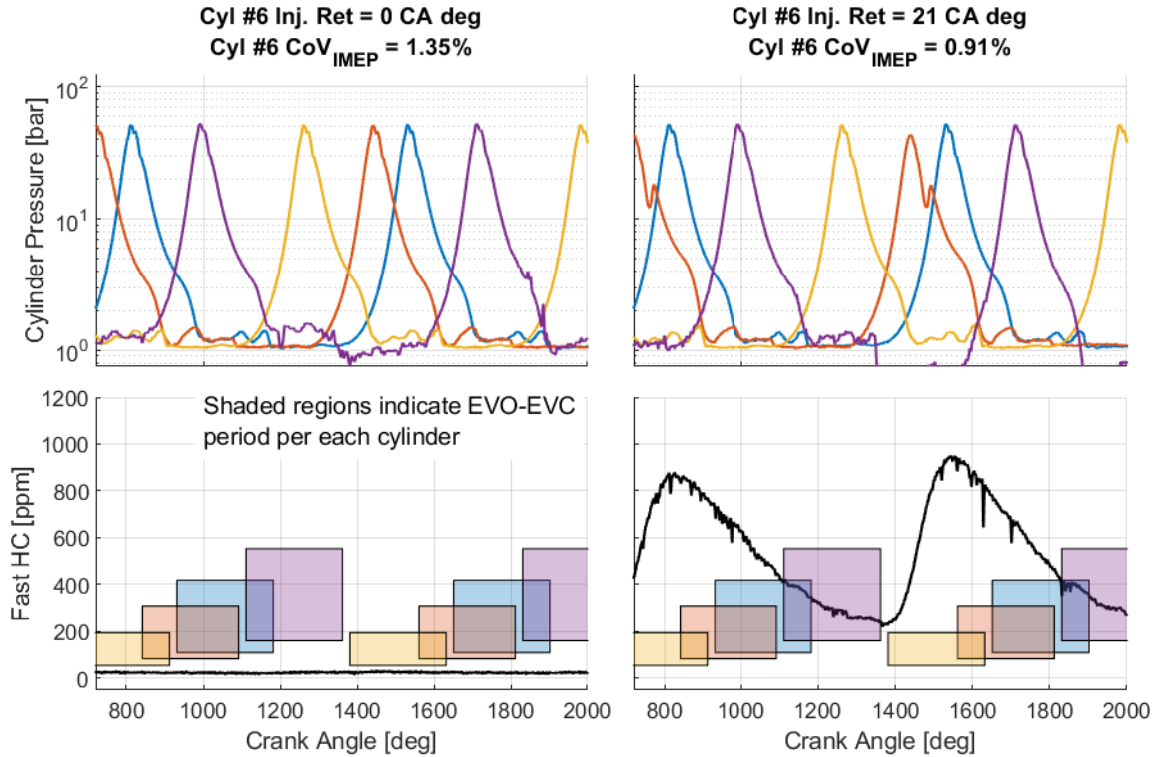 Cyl #6 Inj. Ret = 0 CA deg
Cyl #6 CoV_IMEP = 1.35%
Cyl #6 Inj. Ret = 21 CA deg
Cyl #6 CoV_IMEP = 0.91%
Cylinder Pressure [bar]
10^2
10^1
10^0
Fast HC [ppm]
1200
1000
800
600
400
200
0
Shaded regions indicate EVO-EVC
period per each cylinder
800 1000 1200 1400 1600 1800 2000
Crank Angle [deg]
800 1000 1200 1400 1600 1800 2000
Crank Angle [deg]